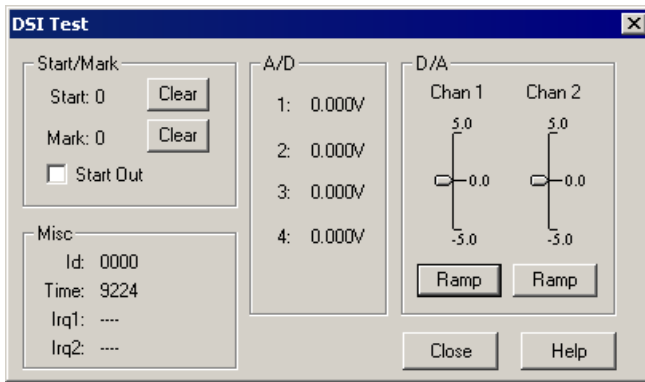 DSI Test
Start/Mark
Start: 0 Clear
Mark: 0 Clear
Start Out
Misc
Id: 0000
Time: 9224
Irq1: ----
Irq2: ----
A/D
1: 0.000V
2: 0.000V
3: 0.000V
4: 0.000V
D/A
Chan 1 Chan 2
5.0 5.0
0.0 0.0
-5.0 -5.0
Ramp Ramp
Close Help